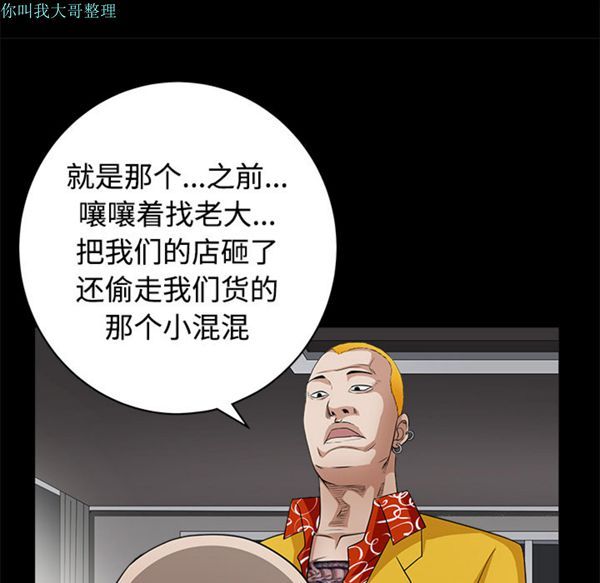 你叫我大哥整理
就是那个...之前...
嚷嚷着找老大...
把我们的店砸了
还偷走我们货的
那个小混混